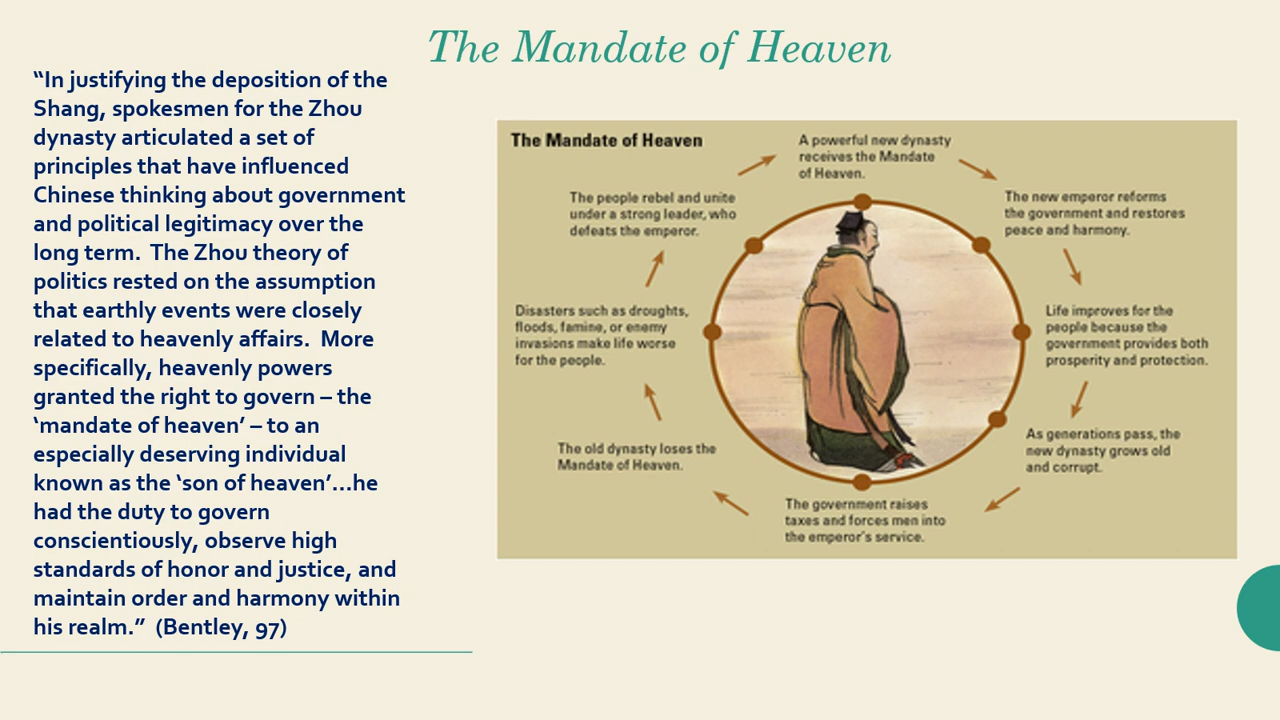 The Mandate of Heaven
“In justifying the deposition of the
Shang, spokesmen for the Zhou
dynasty articulated a set of
principles that have influenced
Chinese thinking about government
and political legitimacy over the
long term.  The Zhou theory of
politics rested on the assumption
that earthly events were closely
related to heavenly affairs.  More
specifically, heavenly powers
granted the right to govern – the
‘mandate of heaven’ – to an
especially deserving individual
known as the ‘son of heaven’...he
had the duty to govern
conscientiously, observe high
standards of honor and justice, and
maintain order and harmony within
his realm.”  (Bentley, 97)
The Mandate of Heaven
A powerful new dynasty
receives the Mandate
of Heaven.
The new emperor reforms
the government and restores
peace and harmony.
Life improves for the
people because the
government provides both
prosperity and protection.
As generations pass, the
new dynasty grows old
and corrupt.
The government raises
taxes and forces men into
the emperor's service.
The old dynasty loses the
Mandate of Heaven.
Disasters such as droughts,
floods, famine, or enemy
invasions make life worse
for the people.
The people rebel and unite
under a strong leader, who
defeats the emperor.